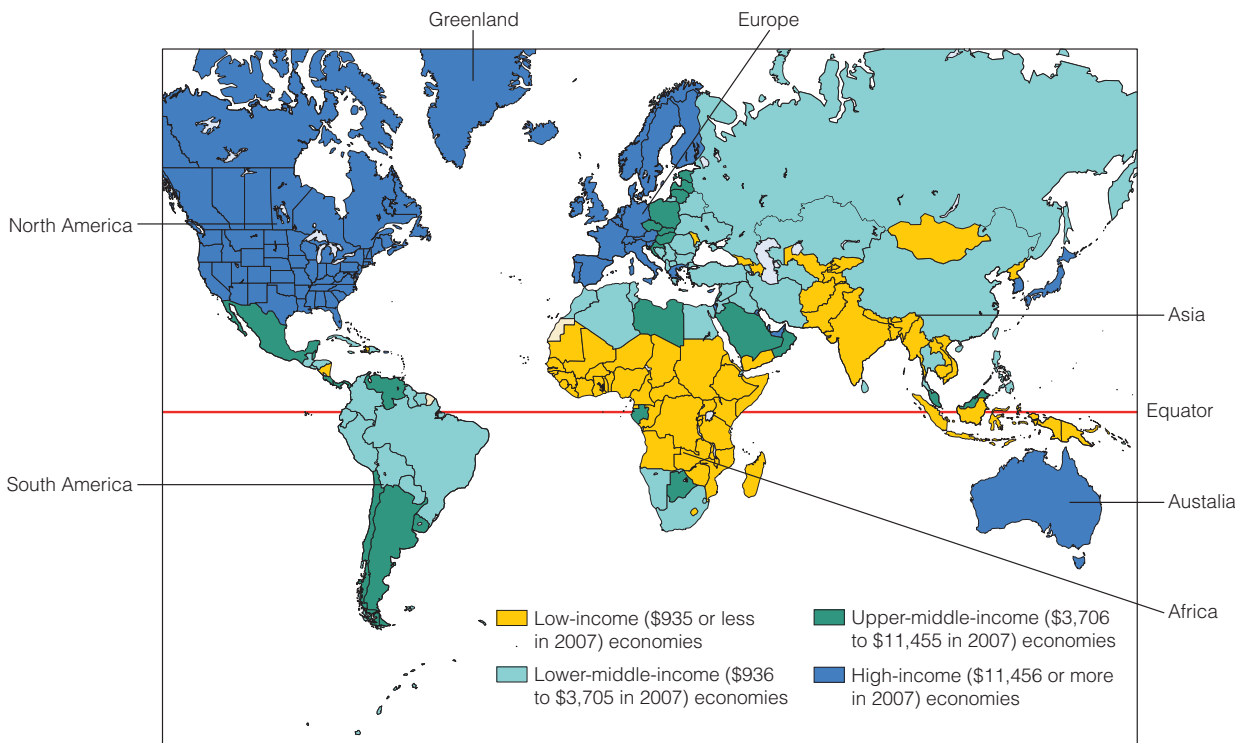 Greenland
Europe
North America
Asia
Equator
South America
Austalia
Africa
Low-income ($935 or less
in 2007) economies
Lower-middle-income ($936
to $3,705 in 2007) economies
Upper-middle-income ($3,706
to $11,455 in 2007) economies
High-income ($11,456 or more
in 2007) economies